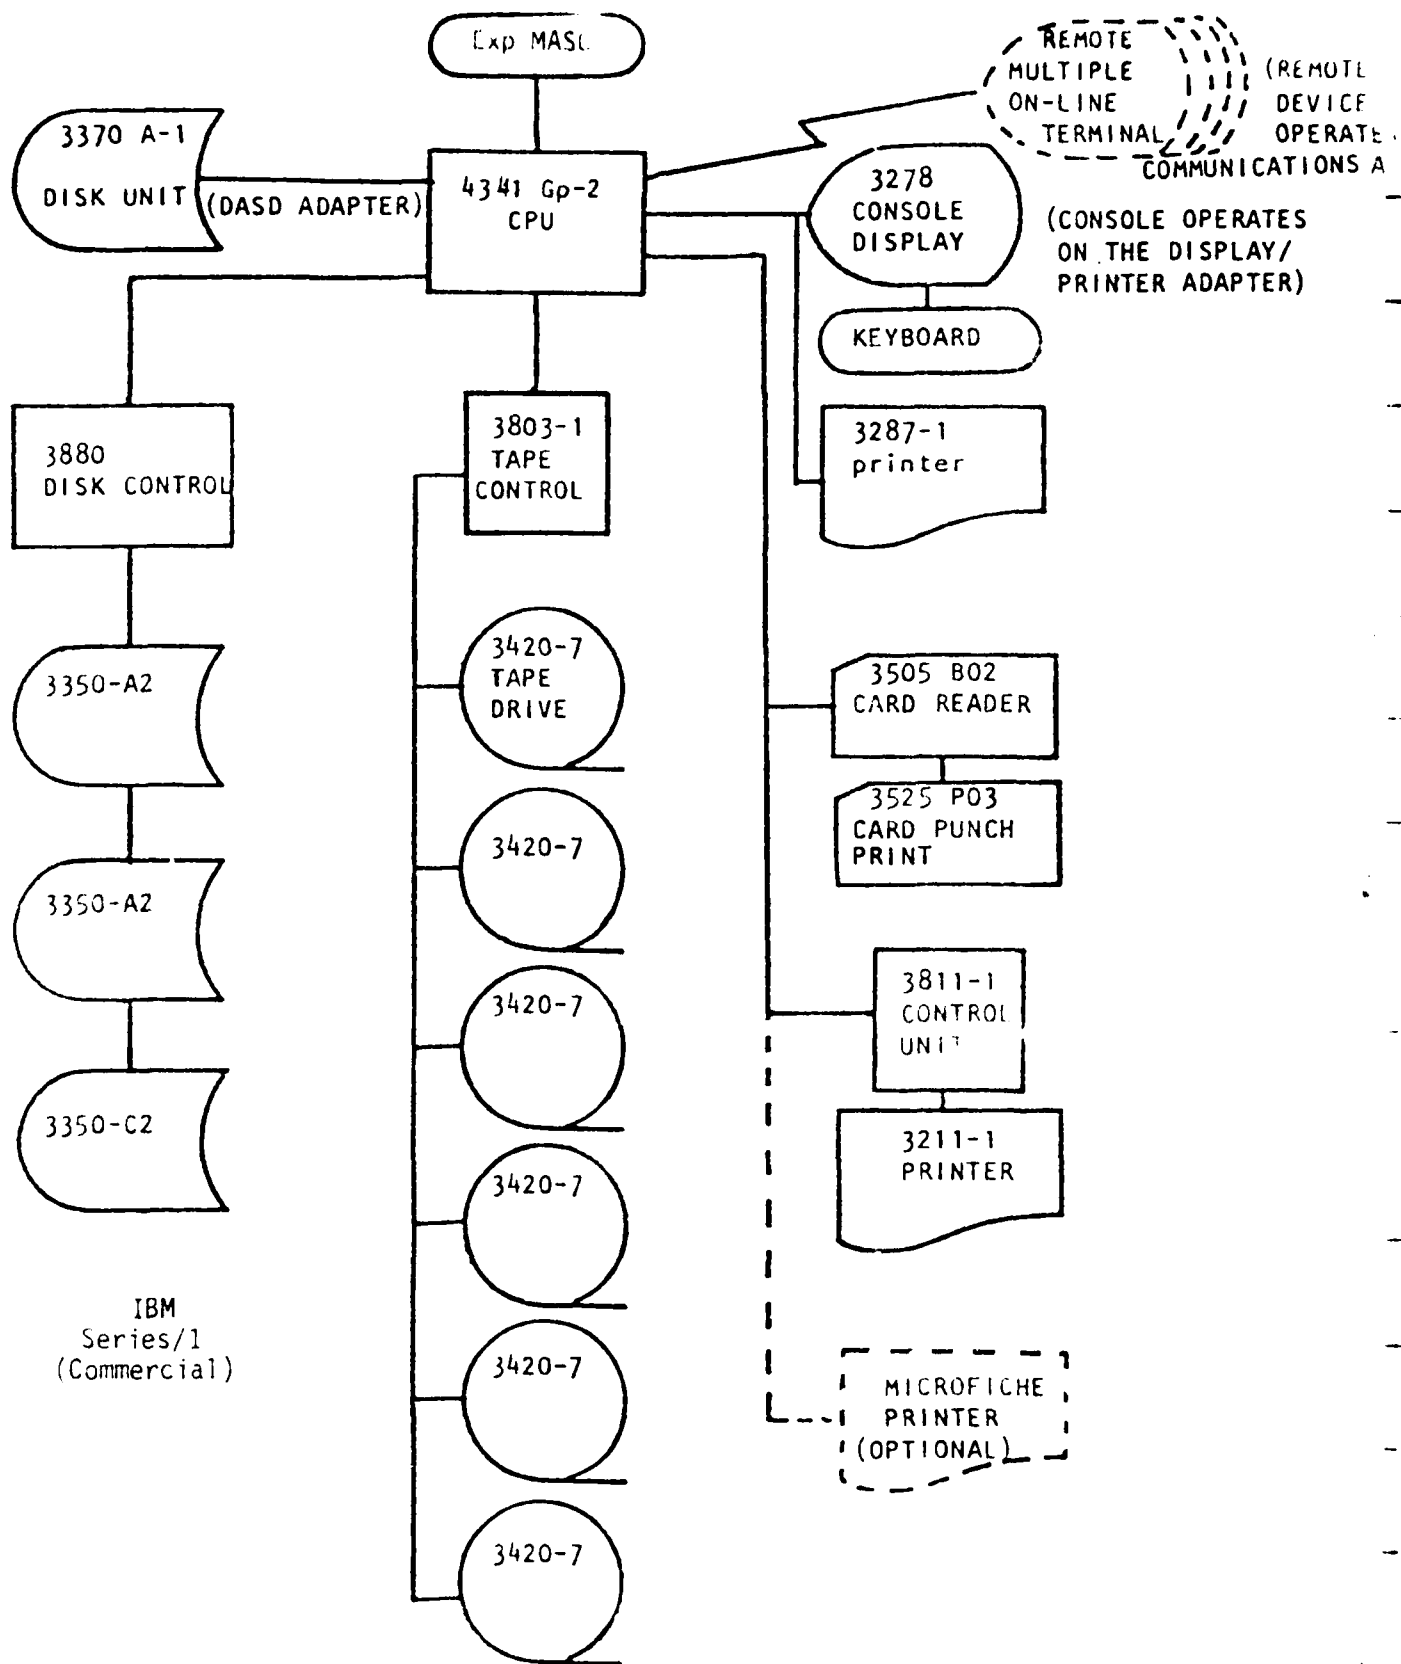 Exp MASC
REMOTE
MULTIPLE
ON-LINE
TERMINAL
(REMOTE
DEVICE
OPERATE
COMMUNICATIONS A
3370 A-1
DISK UNIT
(DASD ADAPTER)
4341 Gp-2
CPU
3278
CONSOLE
DISPLAY
(CONSOLE OPERATES
ON THE DISPLAY/
PRINTER ADAPTER)
KEYBOARD
3880
DISK CONTROL
3803-1
TAPE
CONTROL
3287-1
printer
3350-A2
3420-7
TAPE
DRIVE
3505 B02
CARD READER
3525 P03
CARD PUNCH
PRINT
3420-7
3350-A2
3420-7
3811-1
CONTROL
UNIT
3350-C2
3420-7
3211-1
PRINTER
IBM
Series/1
(Commercial)
3420-7
MICROFICHE
PRINTER
(OPTIONAL)
3420-7